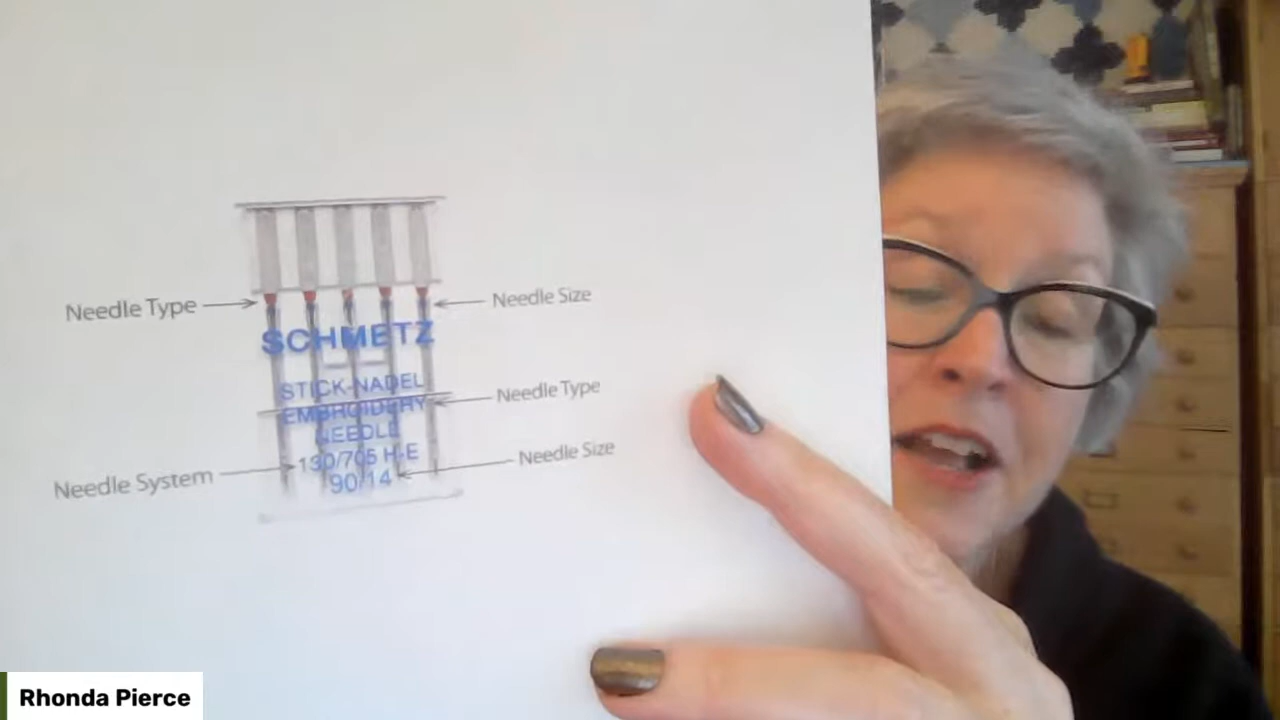 Needle Type
Needle Size
SCHMETZ
STICK-NADEL
EMBROIDERY
NEEDLE
Needle Type
130/705 H-E
90/14
Needle System
Needle Size
Rhonda Pierce